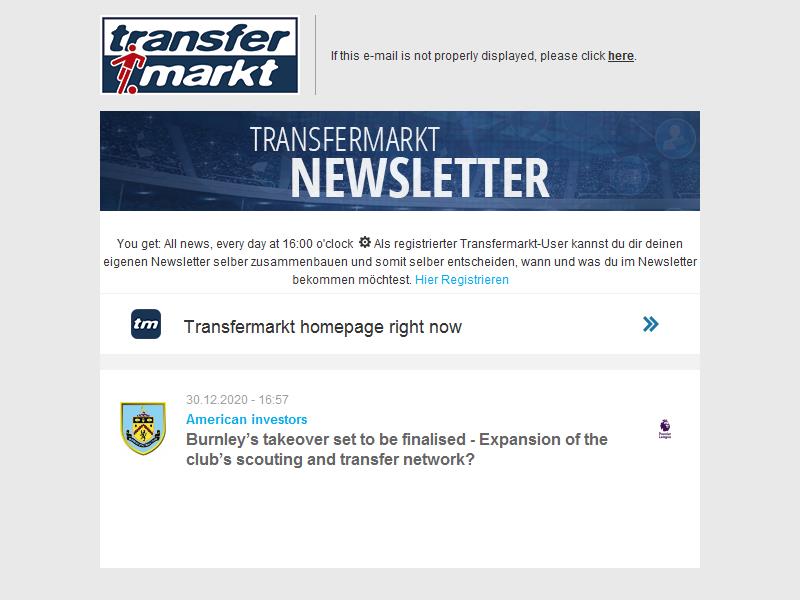 transfer
markt
If this e-mail is not properly displayed, please click here.
TRANSFERMARKT
NEWSLETTER
You get: All news, every day at 16:00 o'clock Als registrierter Transfermarkt-User kannst du dir deinen
eigenen Newsletter selber zusammenbauen und somit selber entscheiden, wann und was du im Newsletter
bekommen möchtest. Hier Registrieren
tm Transfermarkt homepage right now
30.12.2020 - 16:57
American investors
Burnley’s takeover set to be finalised - Expansion of the
club’s scouting and transfer network?
Premier
League